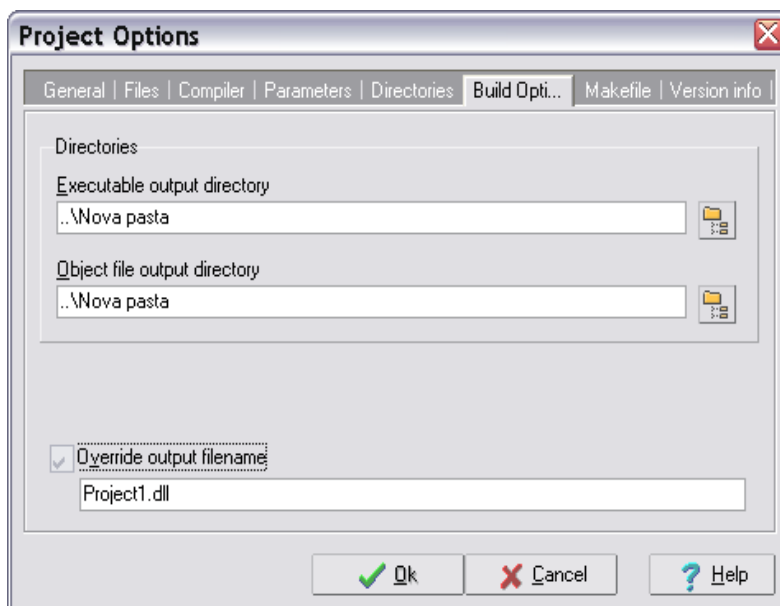 Project Options
General | Files | Compiler | Parameters | Directories | Build Opti... | Makefile | Version info |
Directories
Executable output directory
..\Nova pasta
Object file output directory
..\Nova pasta
Override output filename
Project1.dll
Ok Cancel Help